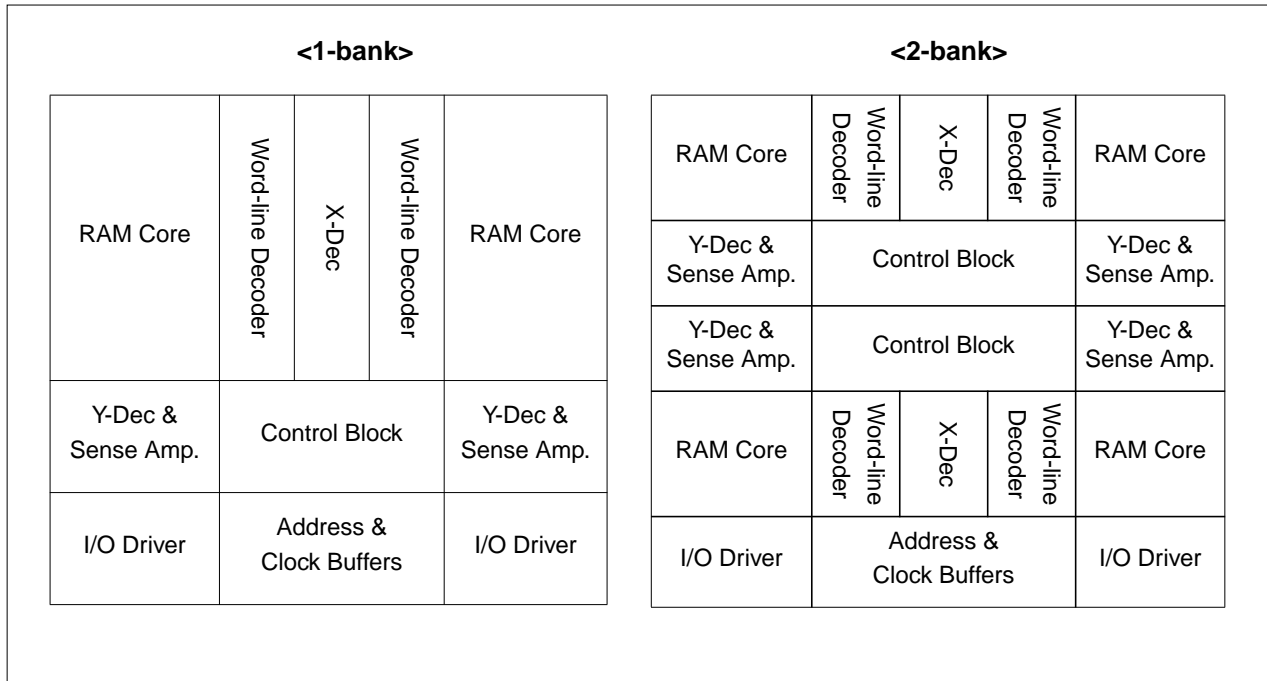 <1-bank>
RAM Core
Word-line Decoder
X-Dec
Word-line Decoder
RAM Core
Y-Dec &
Sense Amp.
Control Block
Y-Dec &
Sense Amp.
I/O Driver
Address &
Clock Buffers
I/O Driver
<2-bank>
RAM Core
Word-line
Decoder
X-Dec
Word-line
Decoder
RAM Core
Y-Dec &
Sense Amp.
Control Block
Y-Dec &
Sense Amp.
Y-Dec &
Sense Amp.
Control Block
Y-Dec &
Sense Amp.
RAM Core
Word-line
Decoder
X-Dec
Word-line
Decoder
RAM Core
I/O Driver
Address &
Clock Buffers
I/O Driver